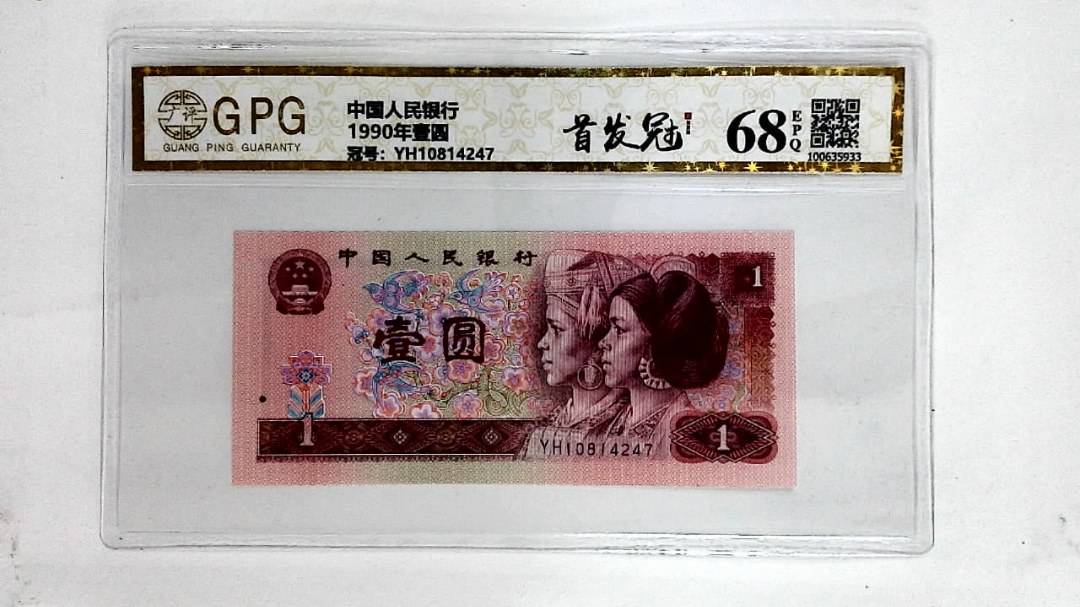 广评
GPG
GUANG PING GUARANTY
中国人民银行
1990年壹圆
冠号：YH10814247
首发冠
68
EPQ
100635933
中国人民银行
1
壹圆
1
YH10814247
1